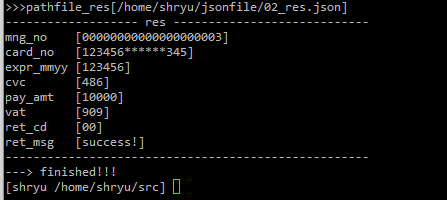 >>>pathfile_res[/home/shryu/jsonfile/02_res.json]
----------------- res -------------------------
mng_no    [00000000000000000003]
card_no   [123456******345]
expr_mmyy [123456]
cvc       [486]
pay_amt   [10000]
vat       [909]
ret_cd    [00]
ret_msg   [success!]
-----------------------------------------------
---> finished!!!
[shryu /home/shryu/src]